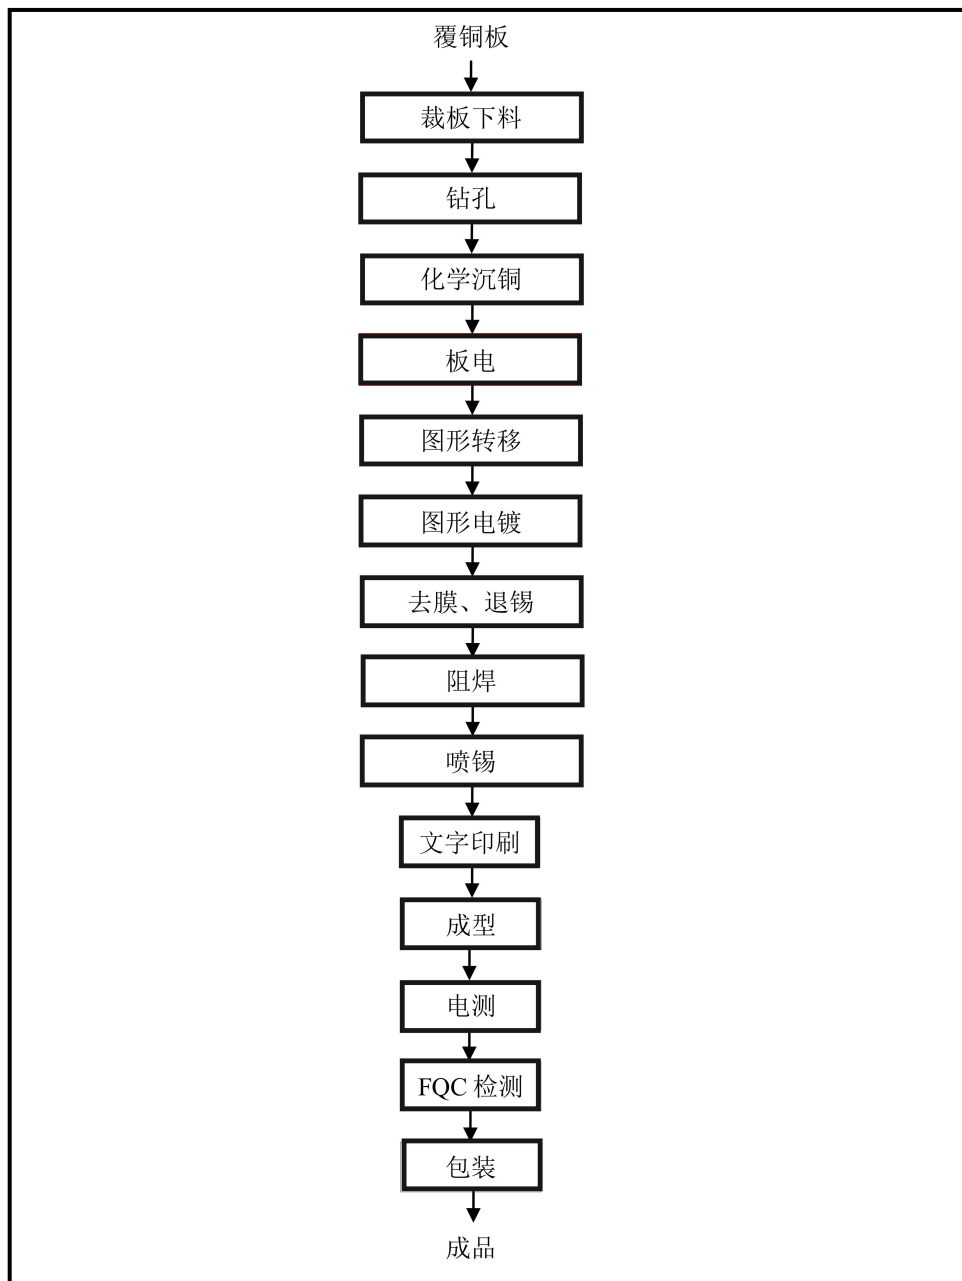 覆铜板
裁板下料
钻孔
化学沉铜
板电
图形转移
图形电镀
去膜、退锡
阻焊
喷锡
文字印刷
成型
电测
FQC 检测
包装
成品